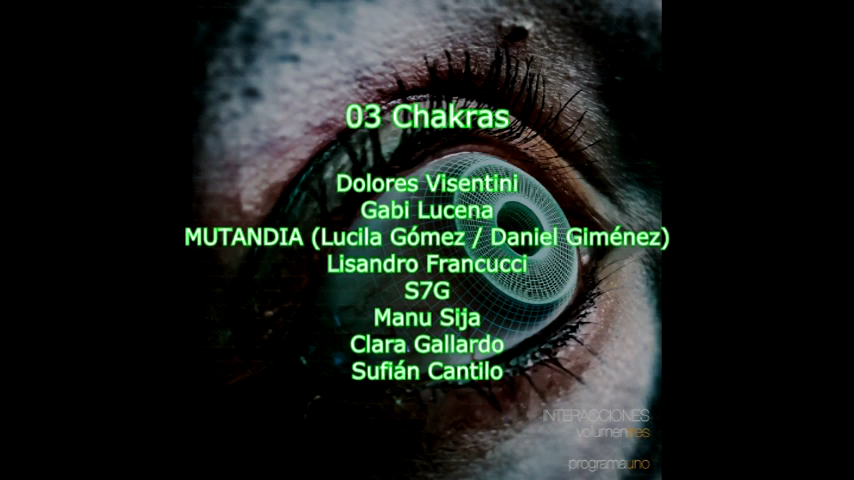 03 Chakras
Dolores Visentini
Gabi Lucena
MUTANDIA (Lucila Gómez / Daniel Giménez)
Lisandro Francucci
S7G
Manu Sija
Clara Gallardo
Sufián Cantilo
INTERACCIONES
volumentres
programauno